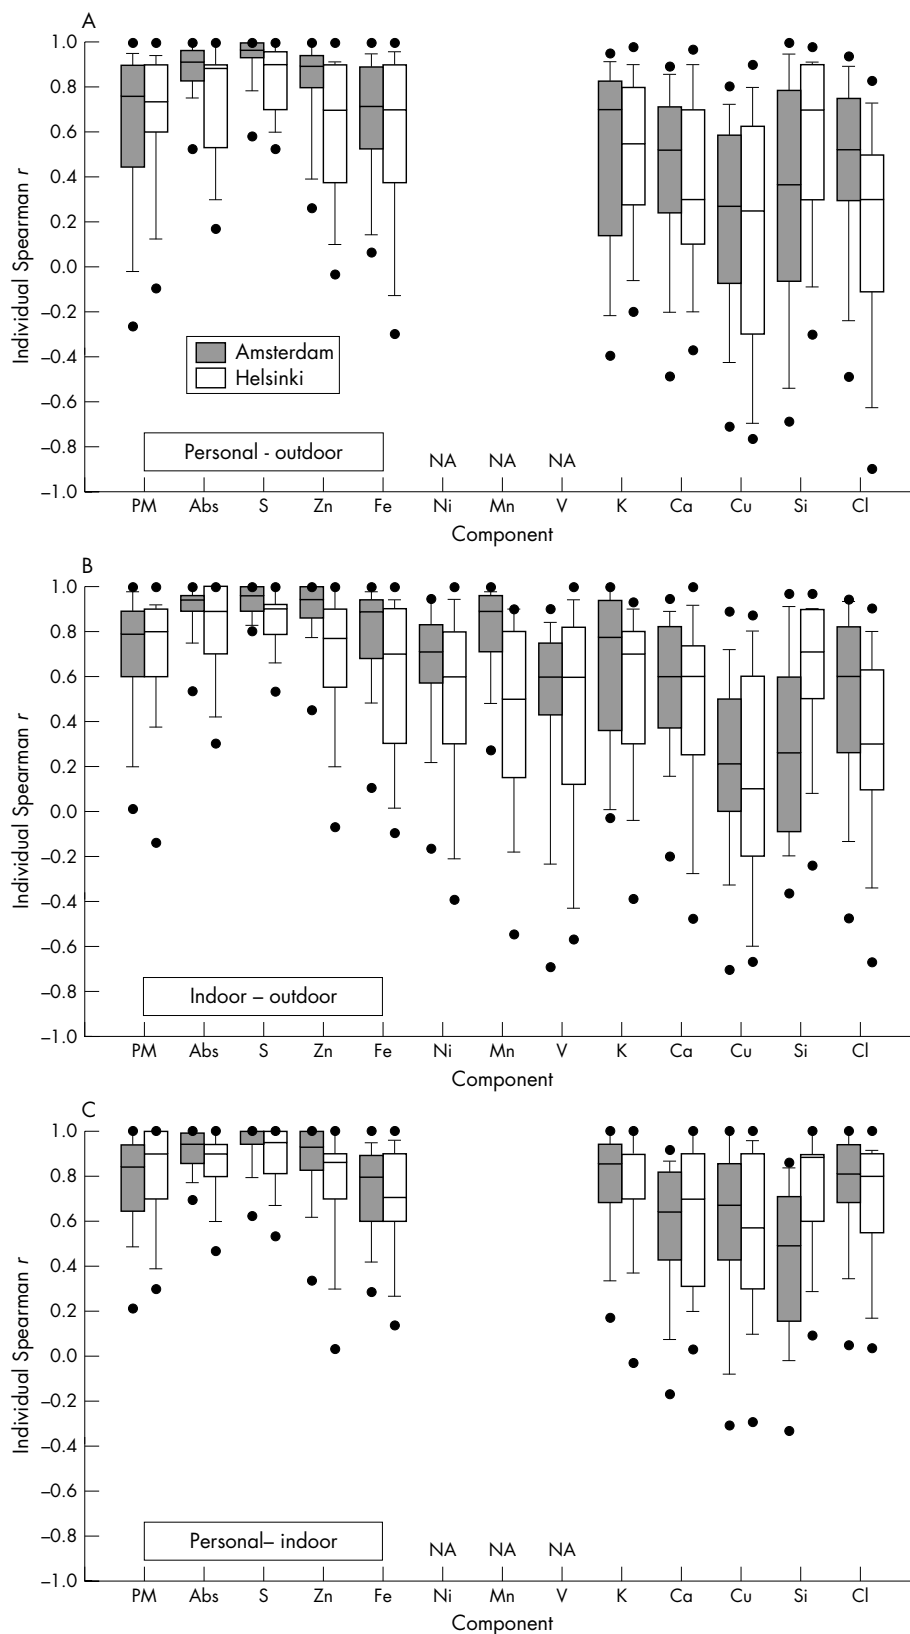 A
1.0
0.8
0.6
0.4
0.2
0.0
–0.2
–0.4
–0.6
–0.8
–1.0
Individual Spearman r
Amsterdam
Helsinki
Personal - outdoor
NA NA NA
PM Abs S Zn Fe Ni Mn V K Ca Cu Si Cl
Component
B
1.0
0.8
0.6
0.4
0.2
0.0
–0.2
–0.4
–0.6
–0.8
–1.0
Individual Spearman r
Indoor – outdoor
PM Abs S Zn Fe Ni Mn V K Ca Cu Si Cl
Component
C
1.0
0.8
0.6
0.4
0.2
0.0
–0.2
–0.4
–0.6
–0.8
–1.0
Individual Spearman r
Personal– indoor
NA NA NA
PM Abs S Zn Fe Ni Mn V K Ca Cu Si Cl
Component